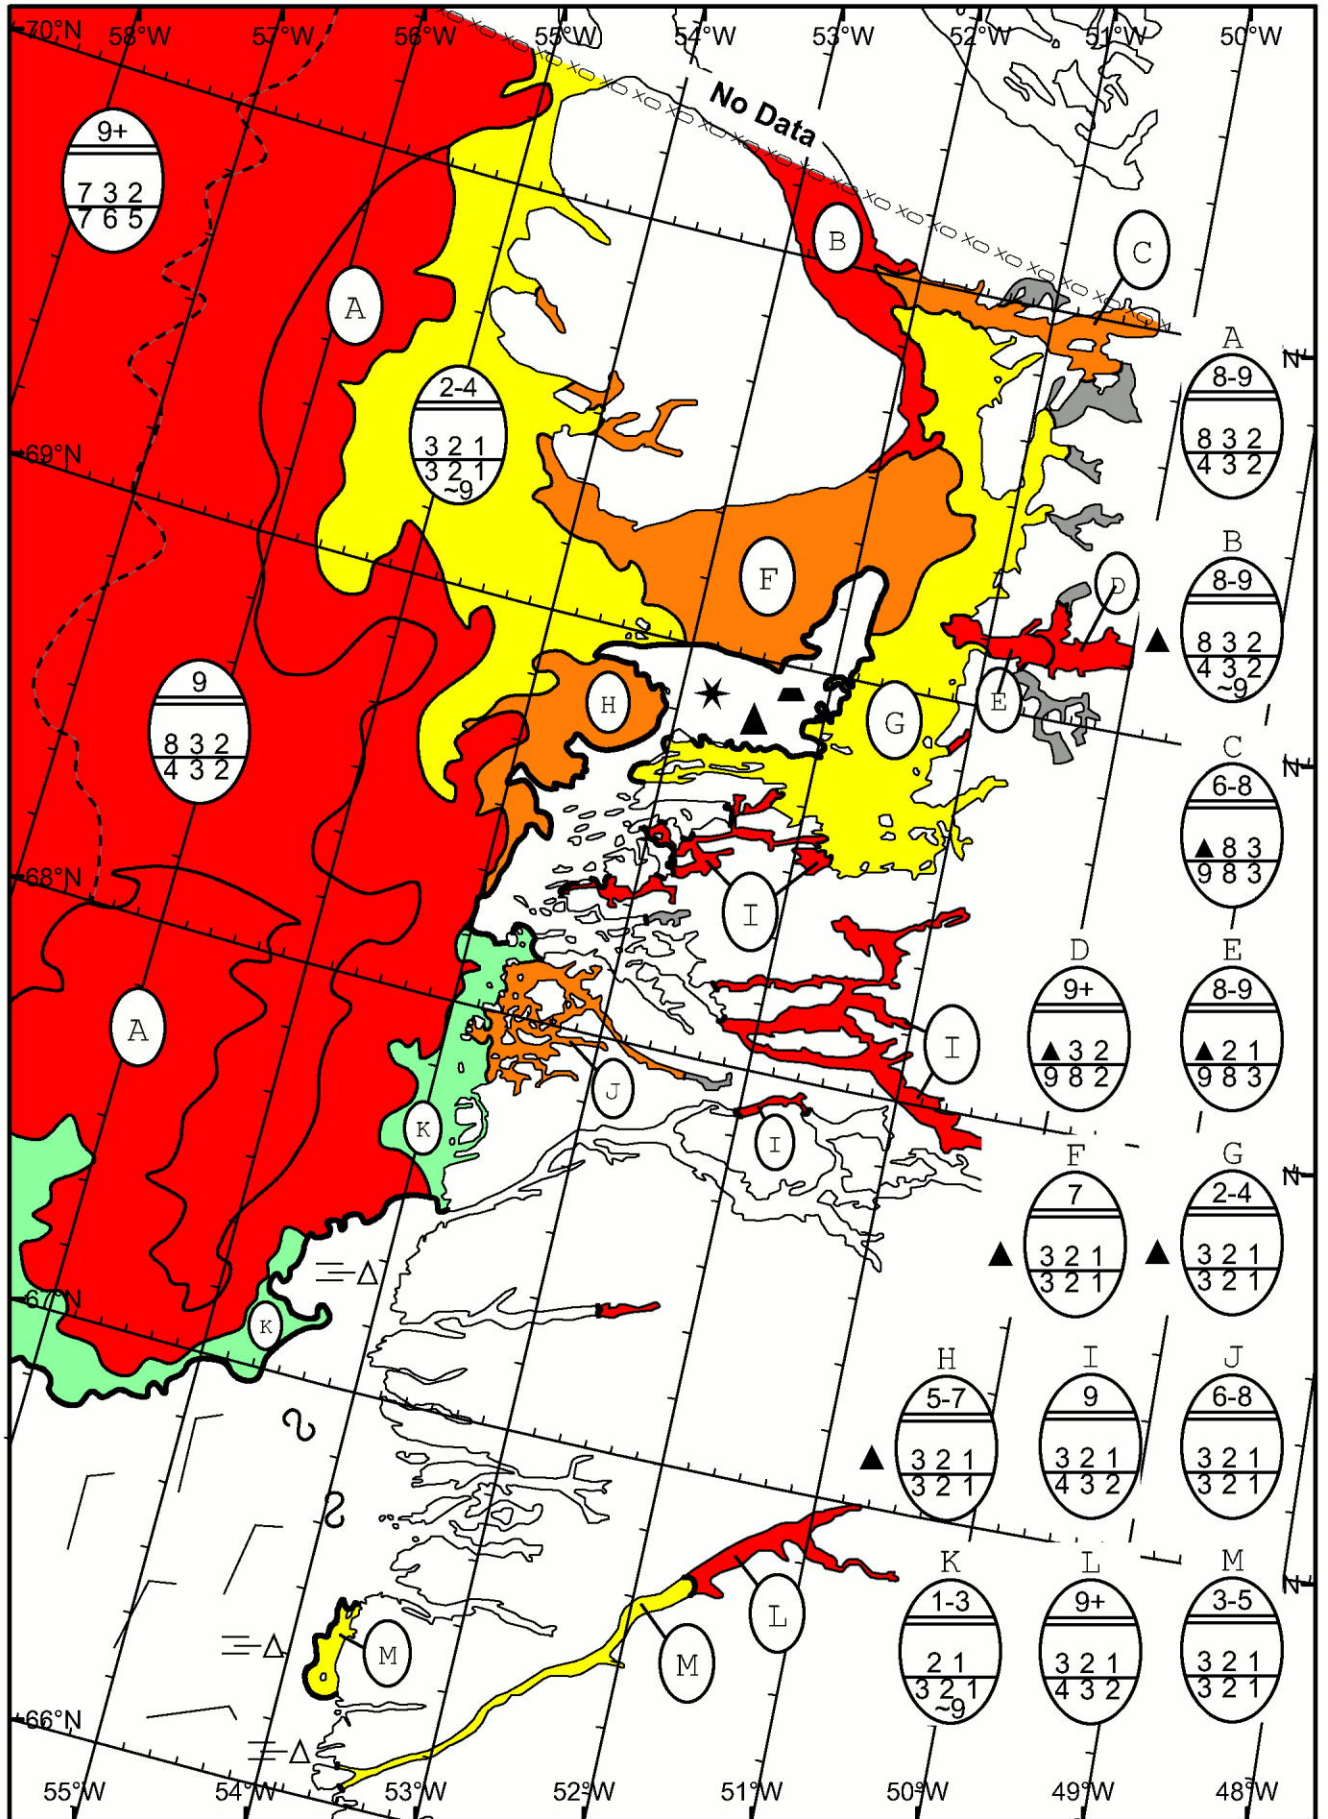 70°N 58°W 57°W 56°W 55°W 54°W 53°W 52°W 51°W 50°W
No Data
9+
7 3 2
7 6 5
B
C
A
2-4
3 2 1
3 2 1
~9
A
8-9
8 3 2
4 3 2
69°N
F
D
B
8-9
8 3 2
4 3 2
~9
9
8 3 2
4 3 2
H
G
E
C
6-8
▲ 8 3
9 8 3
68°N
I
A
I
J
K
I
D
9+
▲ 3 2
9 8 2
E
8-9
▲ 2 1
9 8 3
F
7
3 2 1
3 2 1
G
2-4
3 2 1
3 2 1
K
H
5-7
3 2 1
3 2 1
I
9
3 2 1
4 3 2
J
6-8
3 2 1
3 2 1
M
M
L
K
1-3
2 1
3 2 1
~9
L
9+
3 2 1
4 3 2
M
3-5
3 2 1
3 2 1
66°N
55°W 54°W 53°W 52°W 51°W 50°W 49°W 48°W